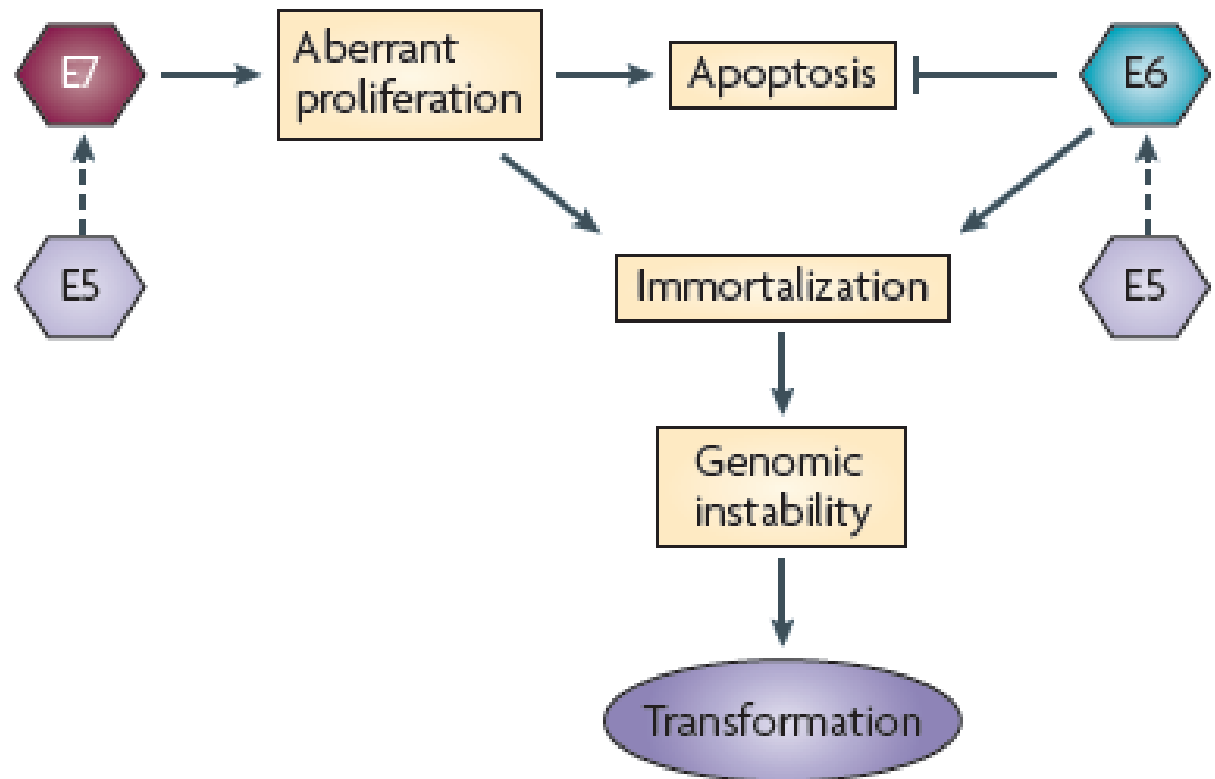 E7
Aberrant
proliferation
Apoptosis
E6
E5
Immortalization
E5
Genomic
instability
Transformation